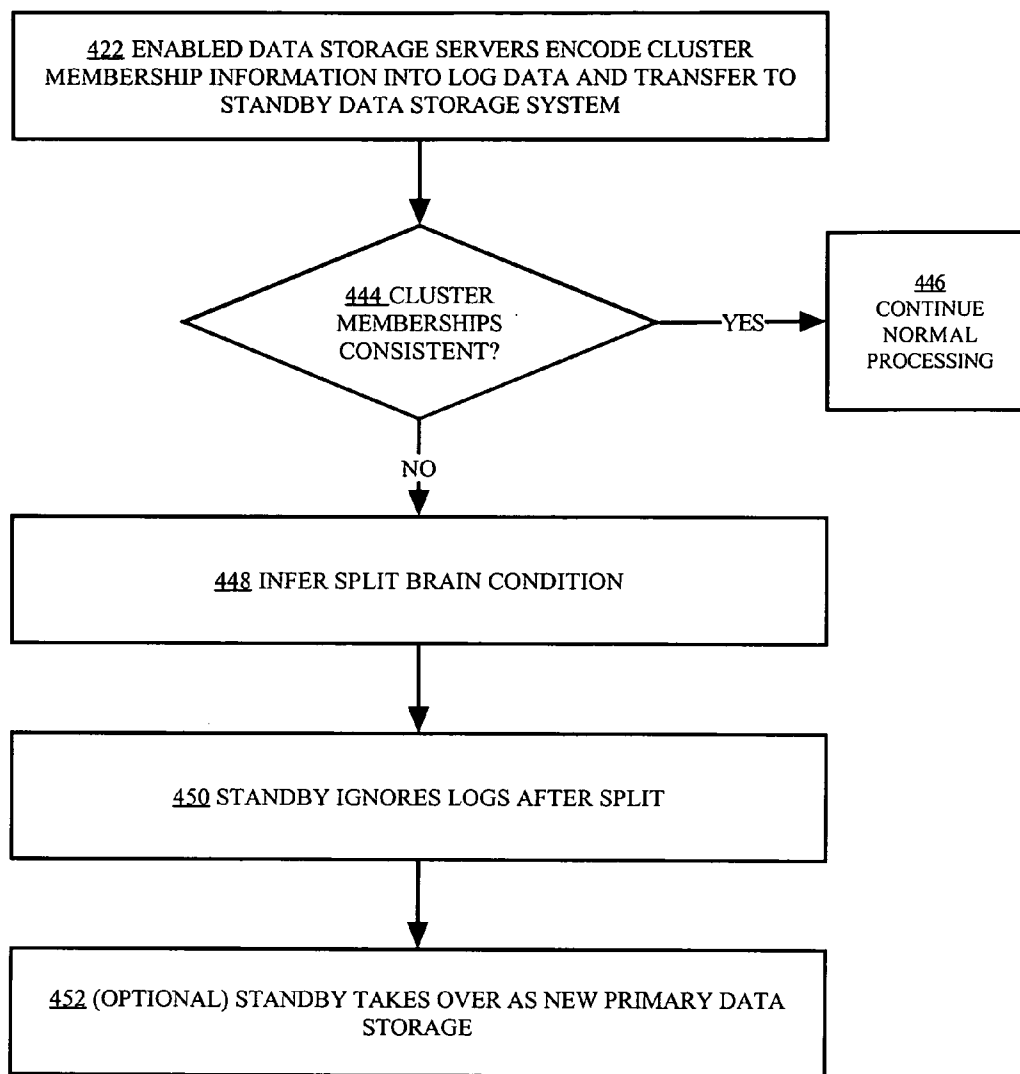 422 ENABLED DATA STORAGE SERVERS ENCODE CLUSTER
MEMBERSHIP INFORMATION INTO LOG DATA AND TRANSFER TO
STANDBY DATA STORAGE SYSTEM
444 CLUSTER
MEMBERSHIPS
CONSISTENT?
YES
446
CONTINUE
NORMAL
PROCESSING
NO
448 INFER SPLIT BRAIN CONDITION
450 STANDBY IGNORES LOGS AFTER SPLIT
452 (OPTIONAL) STANDBY TAKES OVER AS NEW PRIMARY DATA
STORAGE